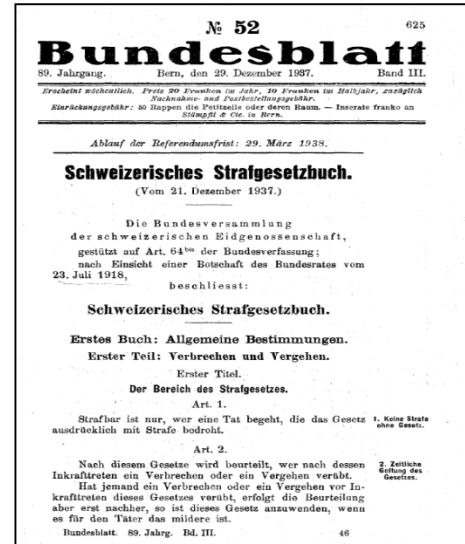 № 52
625
Bundesblatt
89. Jahrgang. Bern, den 29. Dezember 1937. Band III.
Erscheint wöchentlich. Preis 20 Franken im Jahr, 10 Franken im Halbjahr, zuzüglich
Nachnahme- und Postbestellungsgebühr.
Einrückungsgebühr: 50 Rappen die Petitzeile oder deren Raum. — Inserate franko an
Stämpfli & Cie. in Bern.
Ablauf der Referendumsfrist: 29. März 1938.
Schweizerisches Strafgesetzbuch.
(Vom 21. Dezember 1937.)
Die Bundesversammlung
der schweizerischen Eidgenossenschaft,
gestützt auf Art. 64bis der Bundesverfassung;
nach Einsicht einer Botschaft des Bundesrates vom
23. Juli 1918,
beschliesst:
Schweizerisches Strafgesetzbuch.
Erstes Buch: Allgemeine Bestimmungen.
Erster Teil: Verbrechen und Vergehen.
Erster Titel.
Der Bereich des Strafgesetzes.
Art. 1.
Strafbar ist nur, wer eine Tat begeht, die das Gesetz
ausdrücklich mit Strafe bedroht.
1. Keine Strafe
ohne Gesetz.
Art. 2.
Nach diesem Gesetze wird beurteilt, wer nach dessen
Inkrafttreten ein Verbrechen oder ein Vergehen verübt.
2. Zeitliche
Geltung des
Gesetzes.
Hat jemand ein Verbrechen oder ein Vergehen vor In-
krafttreten dieses Gesetzes verübt, erfolgt die Beurteilung
aber erst nachher, so ist dieses Gesetz anzuwenden, wenn
es für den Täter das mildere ist.
Bundesblatt. 89. Jahrg. Bd. III. 46